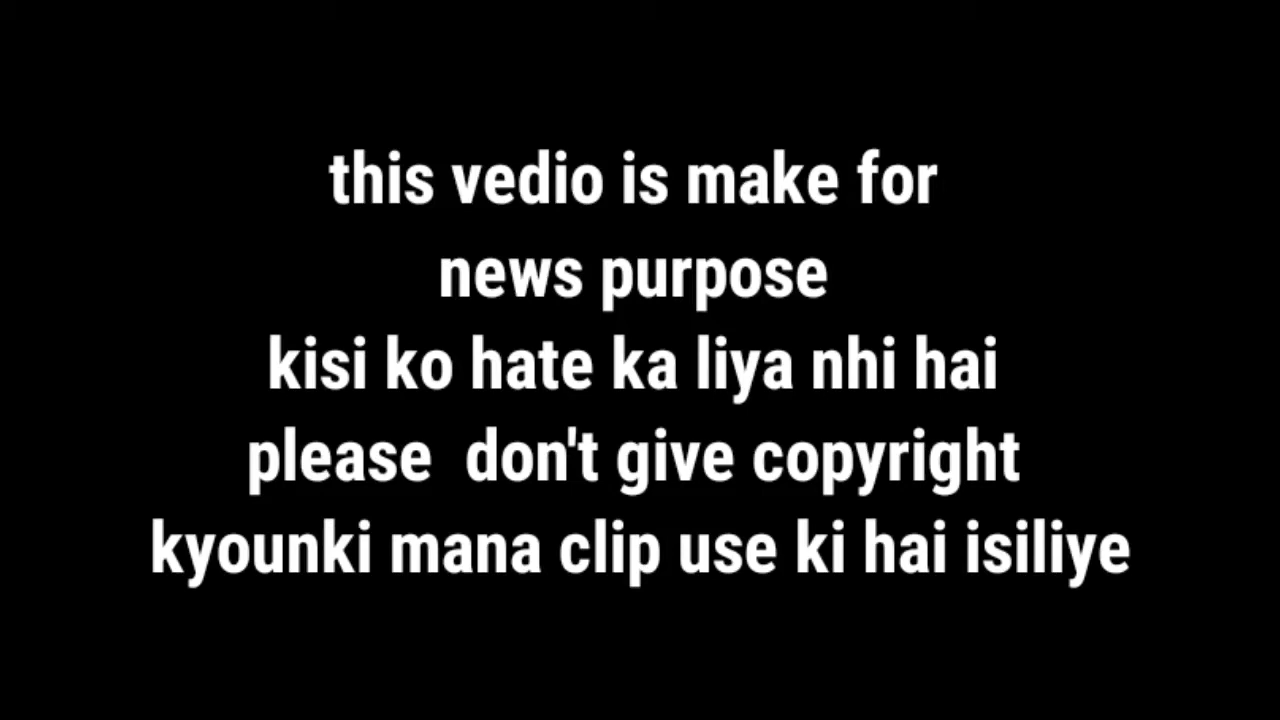 this vedio is make for
news purpose
kisi ko hate ka liya nhi hai
please  don't give copyright
kyounki mana clip use ki hai isiliye